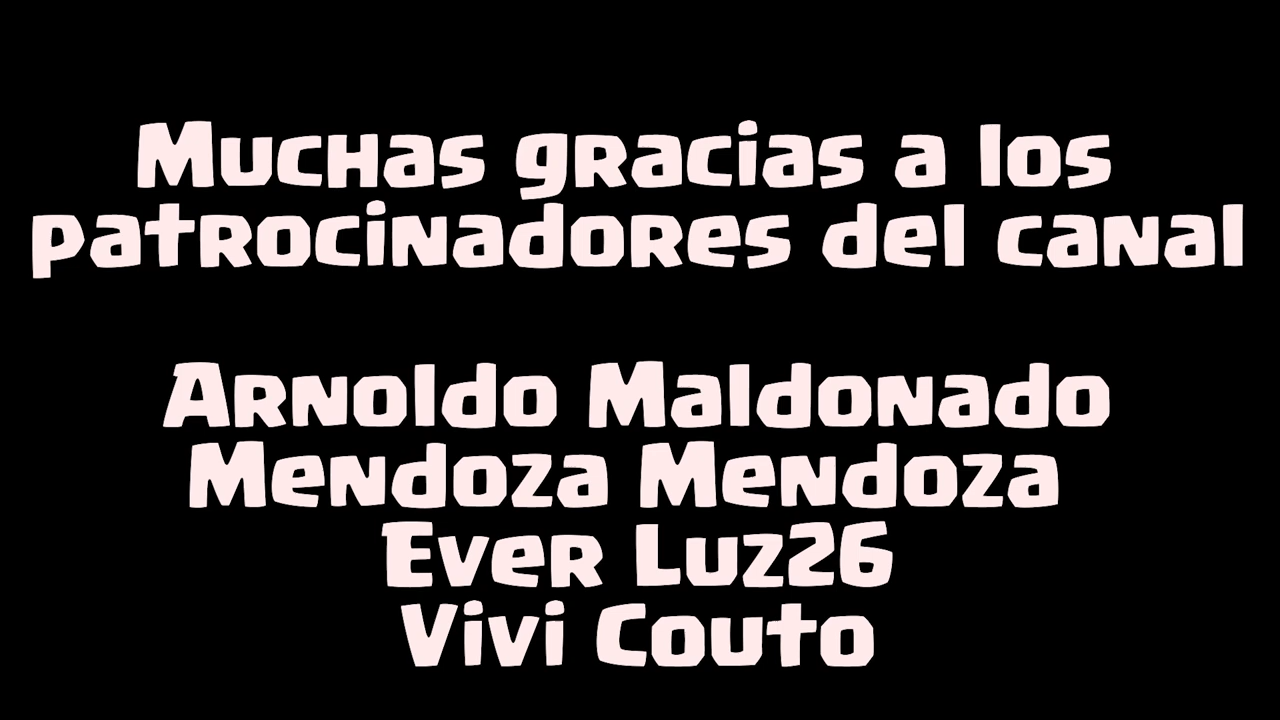 Muchas gracias a los
patrocinadores del canal
Arnoldo Maldonado
Mendoza Mendoza
Ever Luz26
Vivi Couto